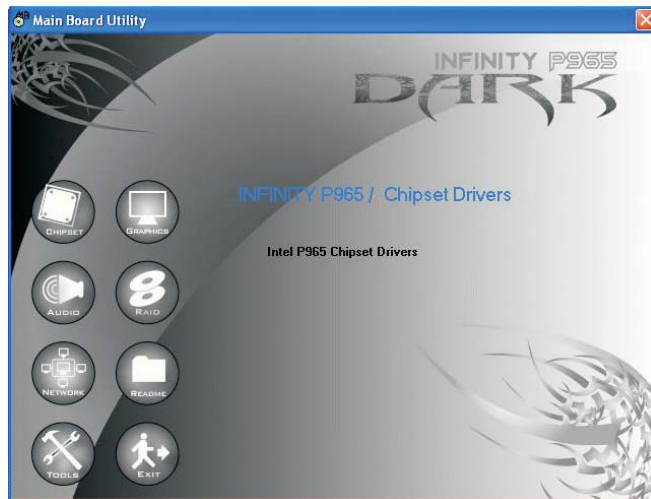 Main Board Utility
INFINITY P965
DARK
INFINITY P965 / Chipset Drivers
Intel P965 Chipset Drivers
CHIPSET
GRAPHICS
AUDIO
RAID
NETWORK
README
TOOLS
EXIT